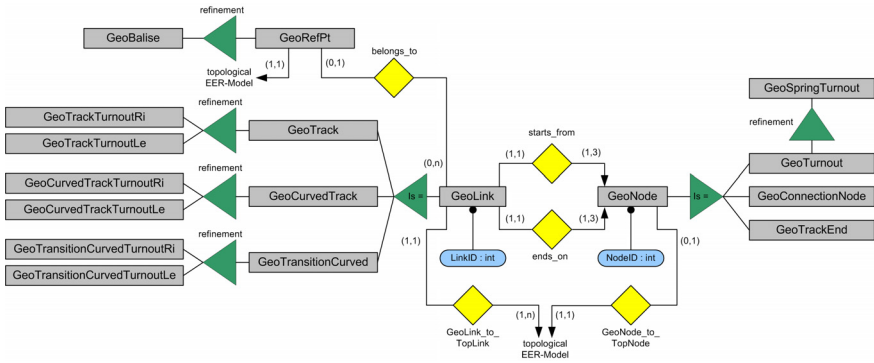 refinement
GeoBalise
GeoRefPt
belongs_to
(1,1)
(0,1)
topological
EER-Model
GeoSpringTurnout
refinement
refinement
GeoTrackTurnoutRi
GeoTrackTurnoutLe
GeoTrack
starts_from
(0,n)
(1,1)
(1,3)
GeoTurnout
refinement
GeoCurvedTrackTurnoutRi
GeoCurvedTrackTurnoutLe
GeoCurvedTrack
Is =
GeoLink
GeoNode
Is =
GeoConnectionNode
(1,1)
(1,3)
GeoTrackEnd
refinement
GeoTransitionCurvedTurnoutRi
GeoTransitionCurvedTurnoutLe
GeoTransitionCurved
(1,1)
(0,1)
LinkID : int
ends_on
NodeID : int
(1,n)
(1,1)
GeoLink_to_
TopLink
topological
EER-Model
GeoNode_to_
TopNode